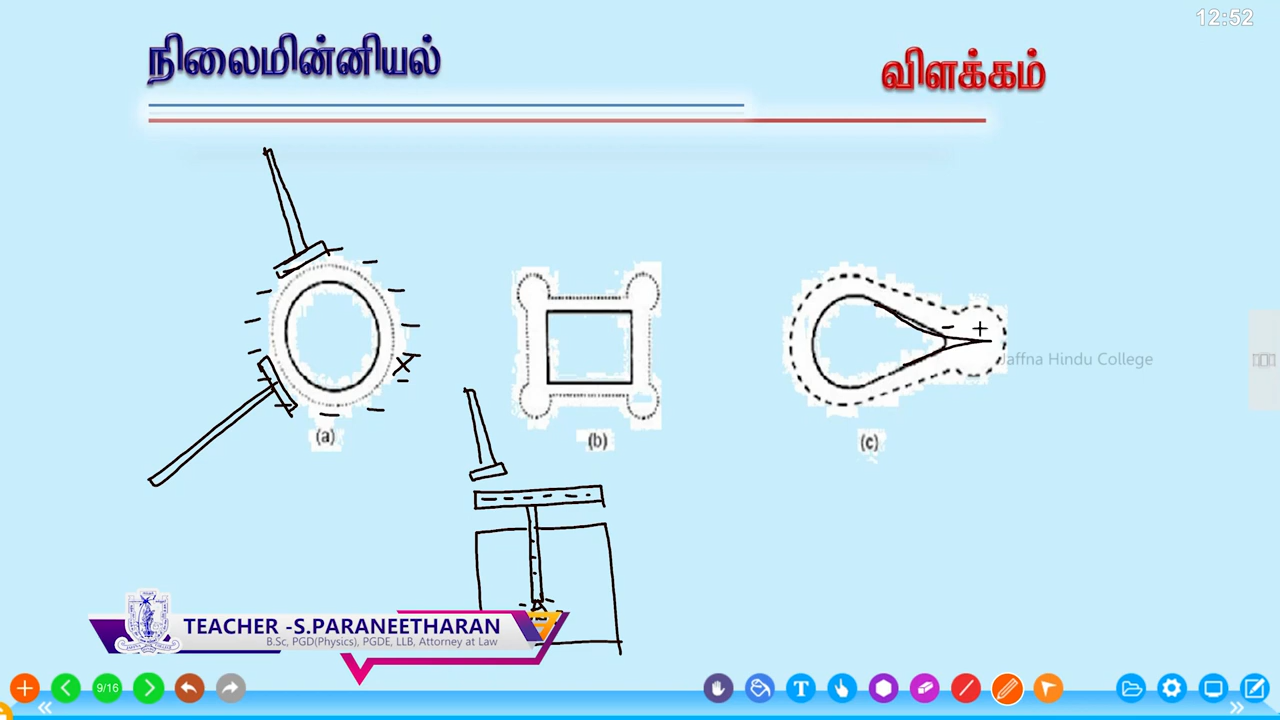 12:52
நிலைமின்னியல்
விளக்கம்
Jaffna Hindu College
(a)
(b)
(c)
TEACHER -S.PARANEETHARAN
B.Sc, PGD(Physics), PGDE, LLB, Attorney at Law
9/16